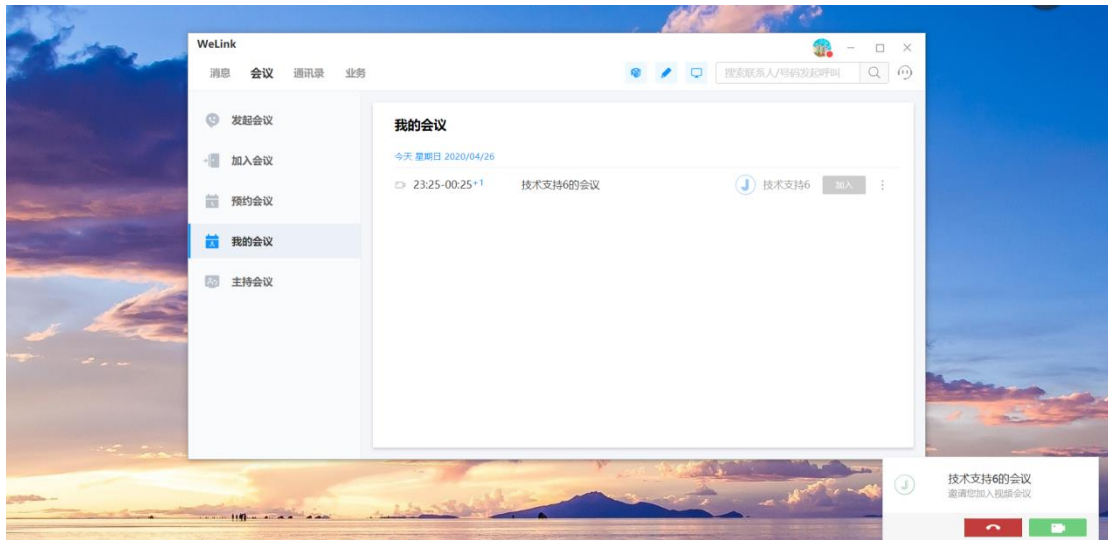 WeLink
消息 会议 通讯录 业务
搜索联系人/号码发起呼叫
发起会议
加入会议
预约会议
我的会议
主持会议
我的会议
今天 星期日 2020/04/26
23:25-00:25+1 技术支持6的会议 J 技术支持6 加入
J 技术支持6的会议
邀请您加入视频会议